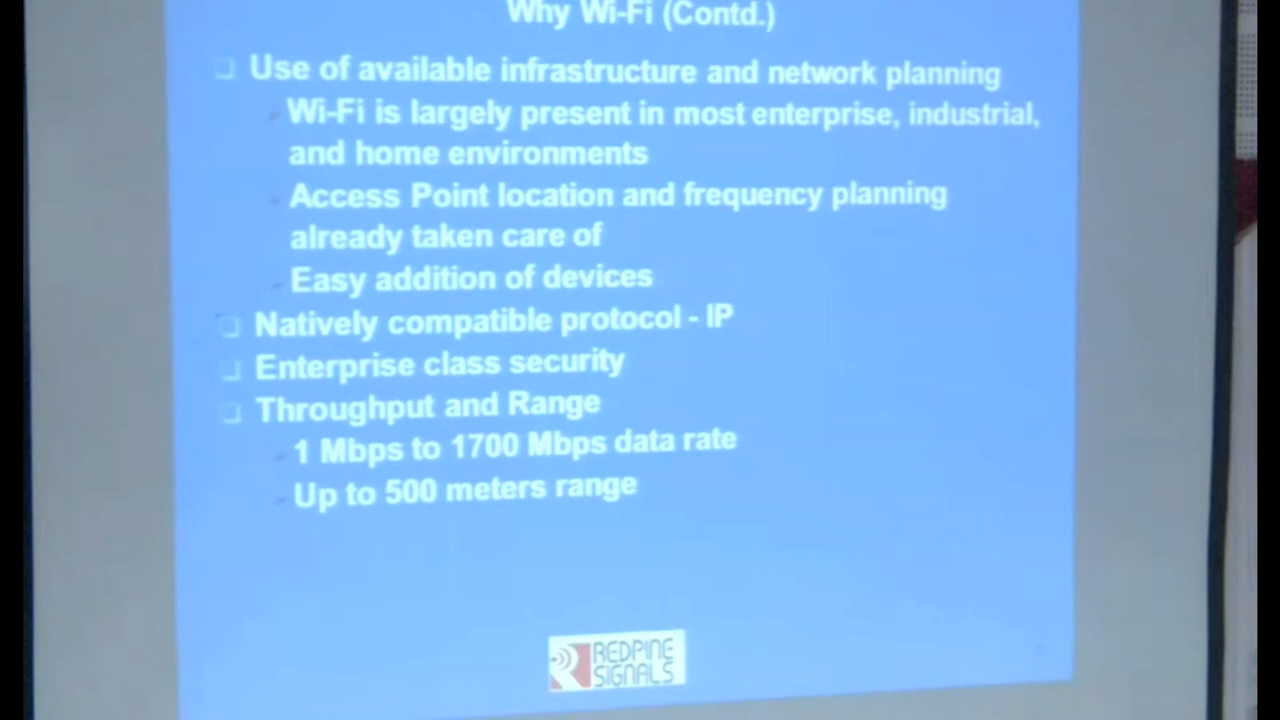 Why Wi-Fi (Contd.)
Use of available infrastructure and network planning
Wi-Fi is largely present in most enterprise, industrial,
and home environments
Access Point location and frequency planning
already taken care of
Easy addition of devices
Natively compatible protocol - IP
Enterprise class security
Throughput and Range
1 Mbps to 1700 Mbps data rate
Up to 500 meters range
REDPINE
SIGNALS